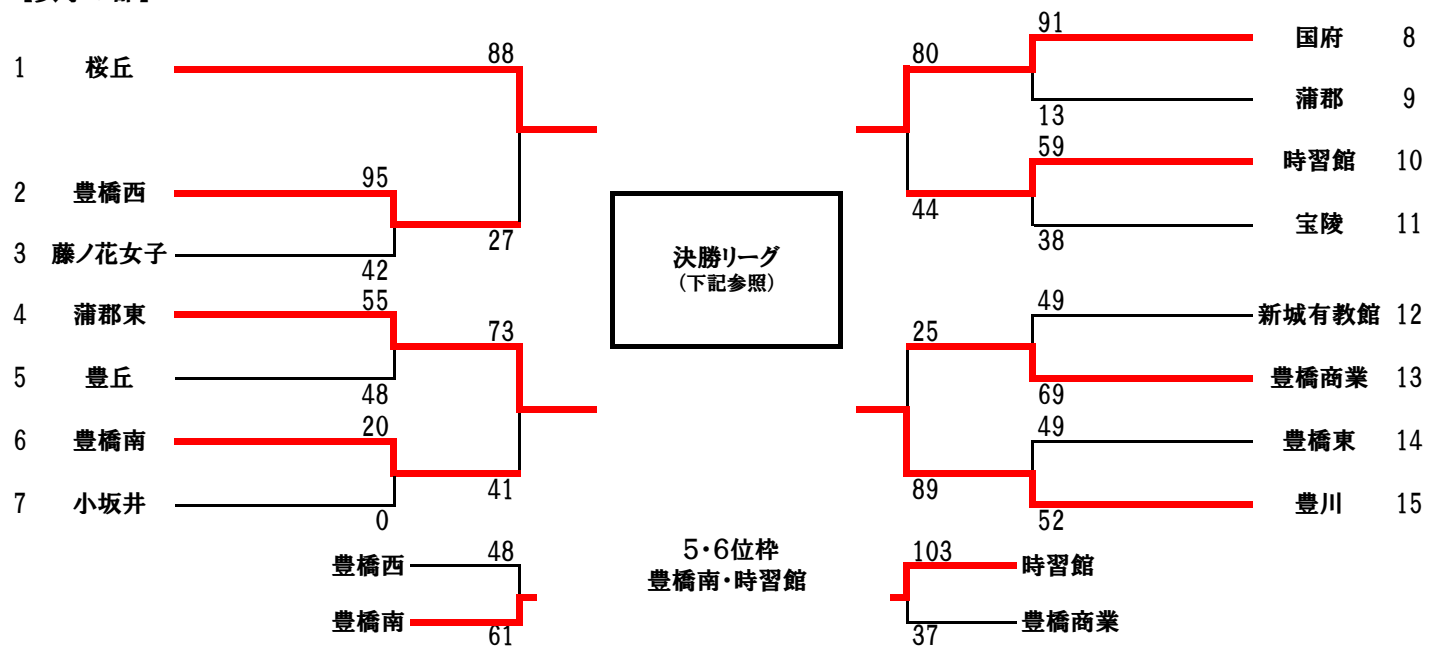 1 桜丘 88
2 豊橋西 95
27
3 藤ノ花女子 42
4 蒲郡東 55
73
5 豊丘 48
6 豊橋南 20
41
7 小坂井 0
決勝リーグ
(下記参照)
91 国府 8
80
13 蒲郡 9
59 時習館 10
44
38 宝陵 11
49 新城有教館 12
25
69 豊橋商業 13
49 豊橋東 14
89
52 豊川 15
豊橋西 48
豊橋南 61
5・6位枠
豊橋南・時習館
103 時習館
37 豊橋商業